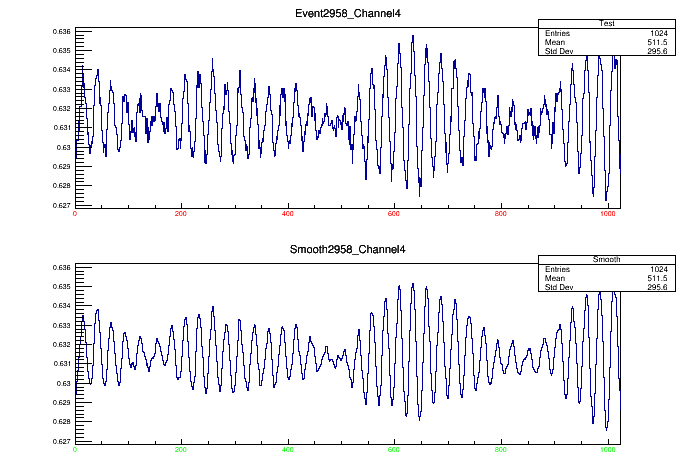 Event2958_Channel4
Test
Entries 1024
Mean 511.5
Std Dev 295.6
0.636
0.635
0.634
0.633
0.632
0.631
0.63
0.629
0.628
0.627
0 200 400 600 800 1000
Smooth2958_Channel4
Smooth
Entries 1024
Mean 511.5
Std Dev 295.6
0.636
0.635
0.634
0.633
0.632
0.631
0.63
0.629
0.628
0.627
0 200 400 600 800 1000